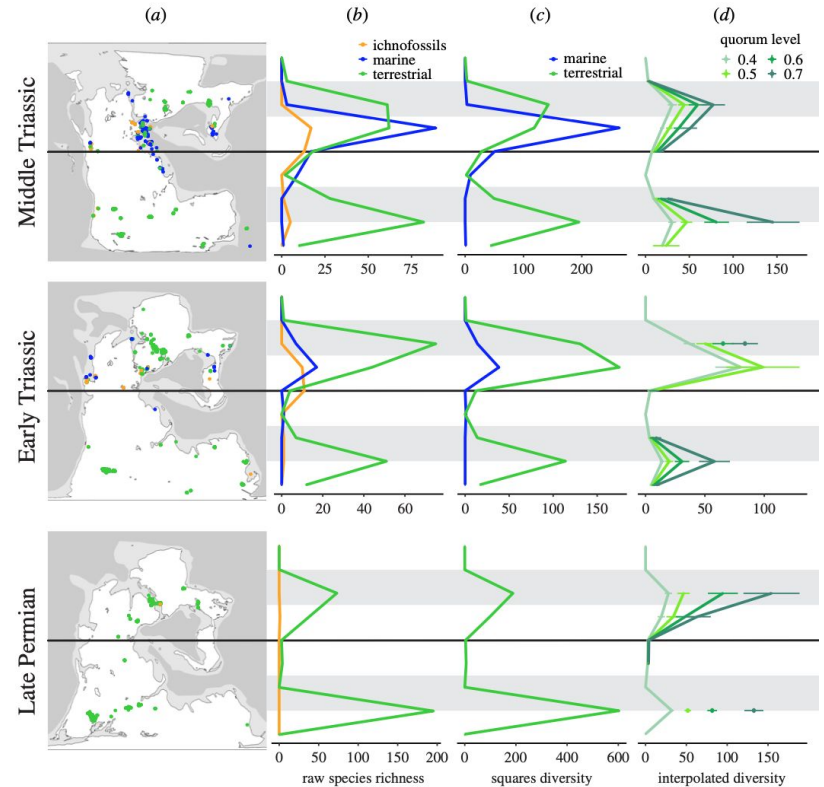 (a) (b) (c) (d)
ichnofossils
marine
terrestrial
marine
terrestrial
quorum level
0.4 0.6
0.5 0.7
Middle Triassic
0 25 50 75
0 100 200
0 50 100 150
Early Triassic
0 20 40 60
0 50 100 150
0 50 100
Late Permian
0 50 100 150 200
0 200 400 600
0 50 100 150
raw species richness
squares diversity
interpolated diversity